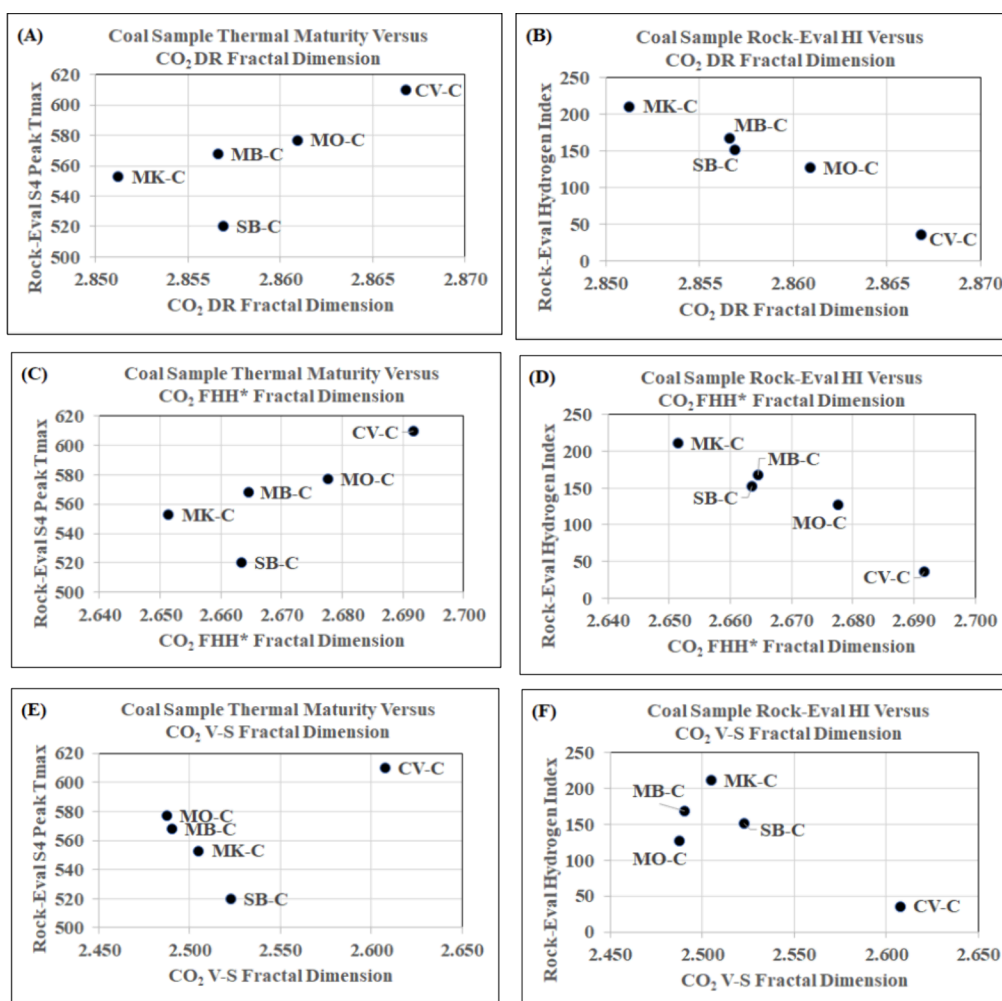 (A)
Coal Sample Thermal Maturity Versus
CO₂ DR Fractal Dimension
Rock-Eval S4 Peak Tmax
620
600
580
560
540
520
500
CV-C
MO-C
MB-C
MK-C
SB-C
2.850 2.855 2.860 2.865 2.870
CO₂ DR Fractal Dimension
(B)
Coal Sample Rock-Eval HI Versus
CO₂ DR Fractal Dimension
Rock-Eval Hydrogen Index
250
200
150
100
50
0
MK-C
MB-C
SB-C
MO-C
CV-C
2.850 2.855 2.860 2.865 2.870
CO₂ DR Fractal Dimension
(C)
Coal Sample Thermal Maturity Versus
CO₂ FHH* Fractal Dimension
Rock-Eval S4 Peak Tmax
620
600
580
560
540
520
500
CV-C
MO-C
MB-C
MK-C
SB-C
2.640 2.650 2.660 2.670 2.680 2.690 2.700
CO₂ FHH* Fractal Dimension
(D)
Coal Sample Rock-Eval HI Versus
CO₂ FHH* Fractal Dimension
Rock-Eval Hydrogen Index
250
200
150
100
50
0
MK-C
MB-C
SB-C
MO-C
CV-C
2.640 2.650 2.660 2.670 2.680 2.690 2.700
CO₂ FHH* Fractal Dimension
(E)
Coal Sample Thermal Maturity Versus
CO₂ V-S Fractal Dimension
Rock-Eval S4 Peak Tmax
620
600
580
560
540
520
500
CV-C
MO-C
MB-C
MK-C
SB-C
2.450 2.500 2.550 2.600 2.650
CO₂ V-S Fractal Dimension
(F)
Coal Sample Rock-Eval HI Versus
CO₂ V-S Fractal Dimension
Rock-Eval Hydrogen Index
250
200
150
100
50
0
MK-C
MB-C
SB-C
MO-C
CV-C
2.450 2.500 2.550 2.600 2.650
CO₂ V-S Fractal Dimension